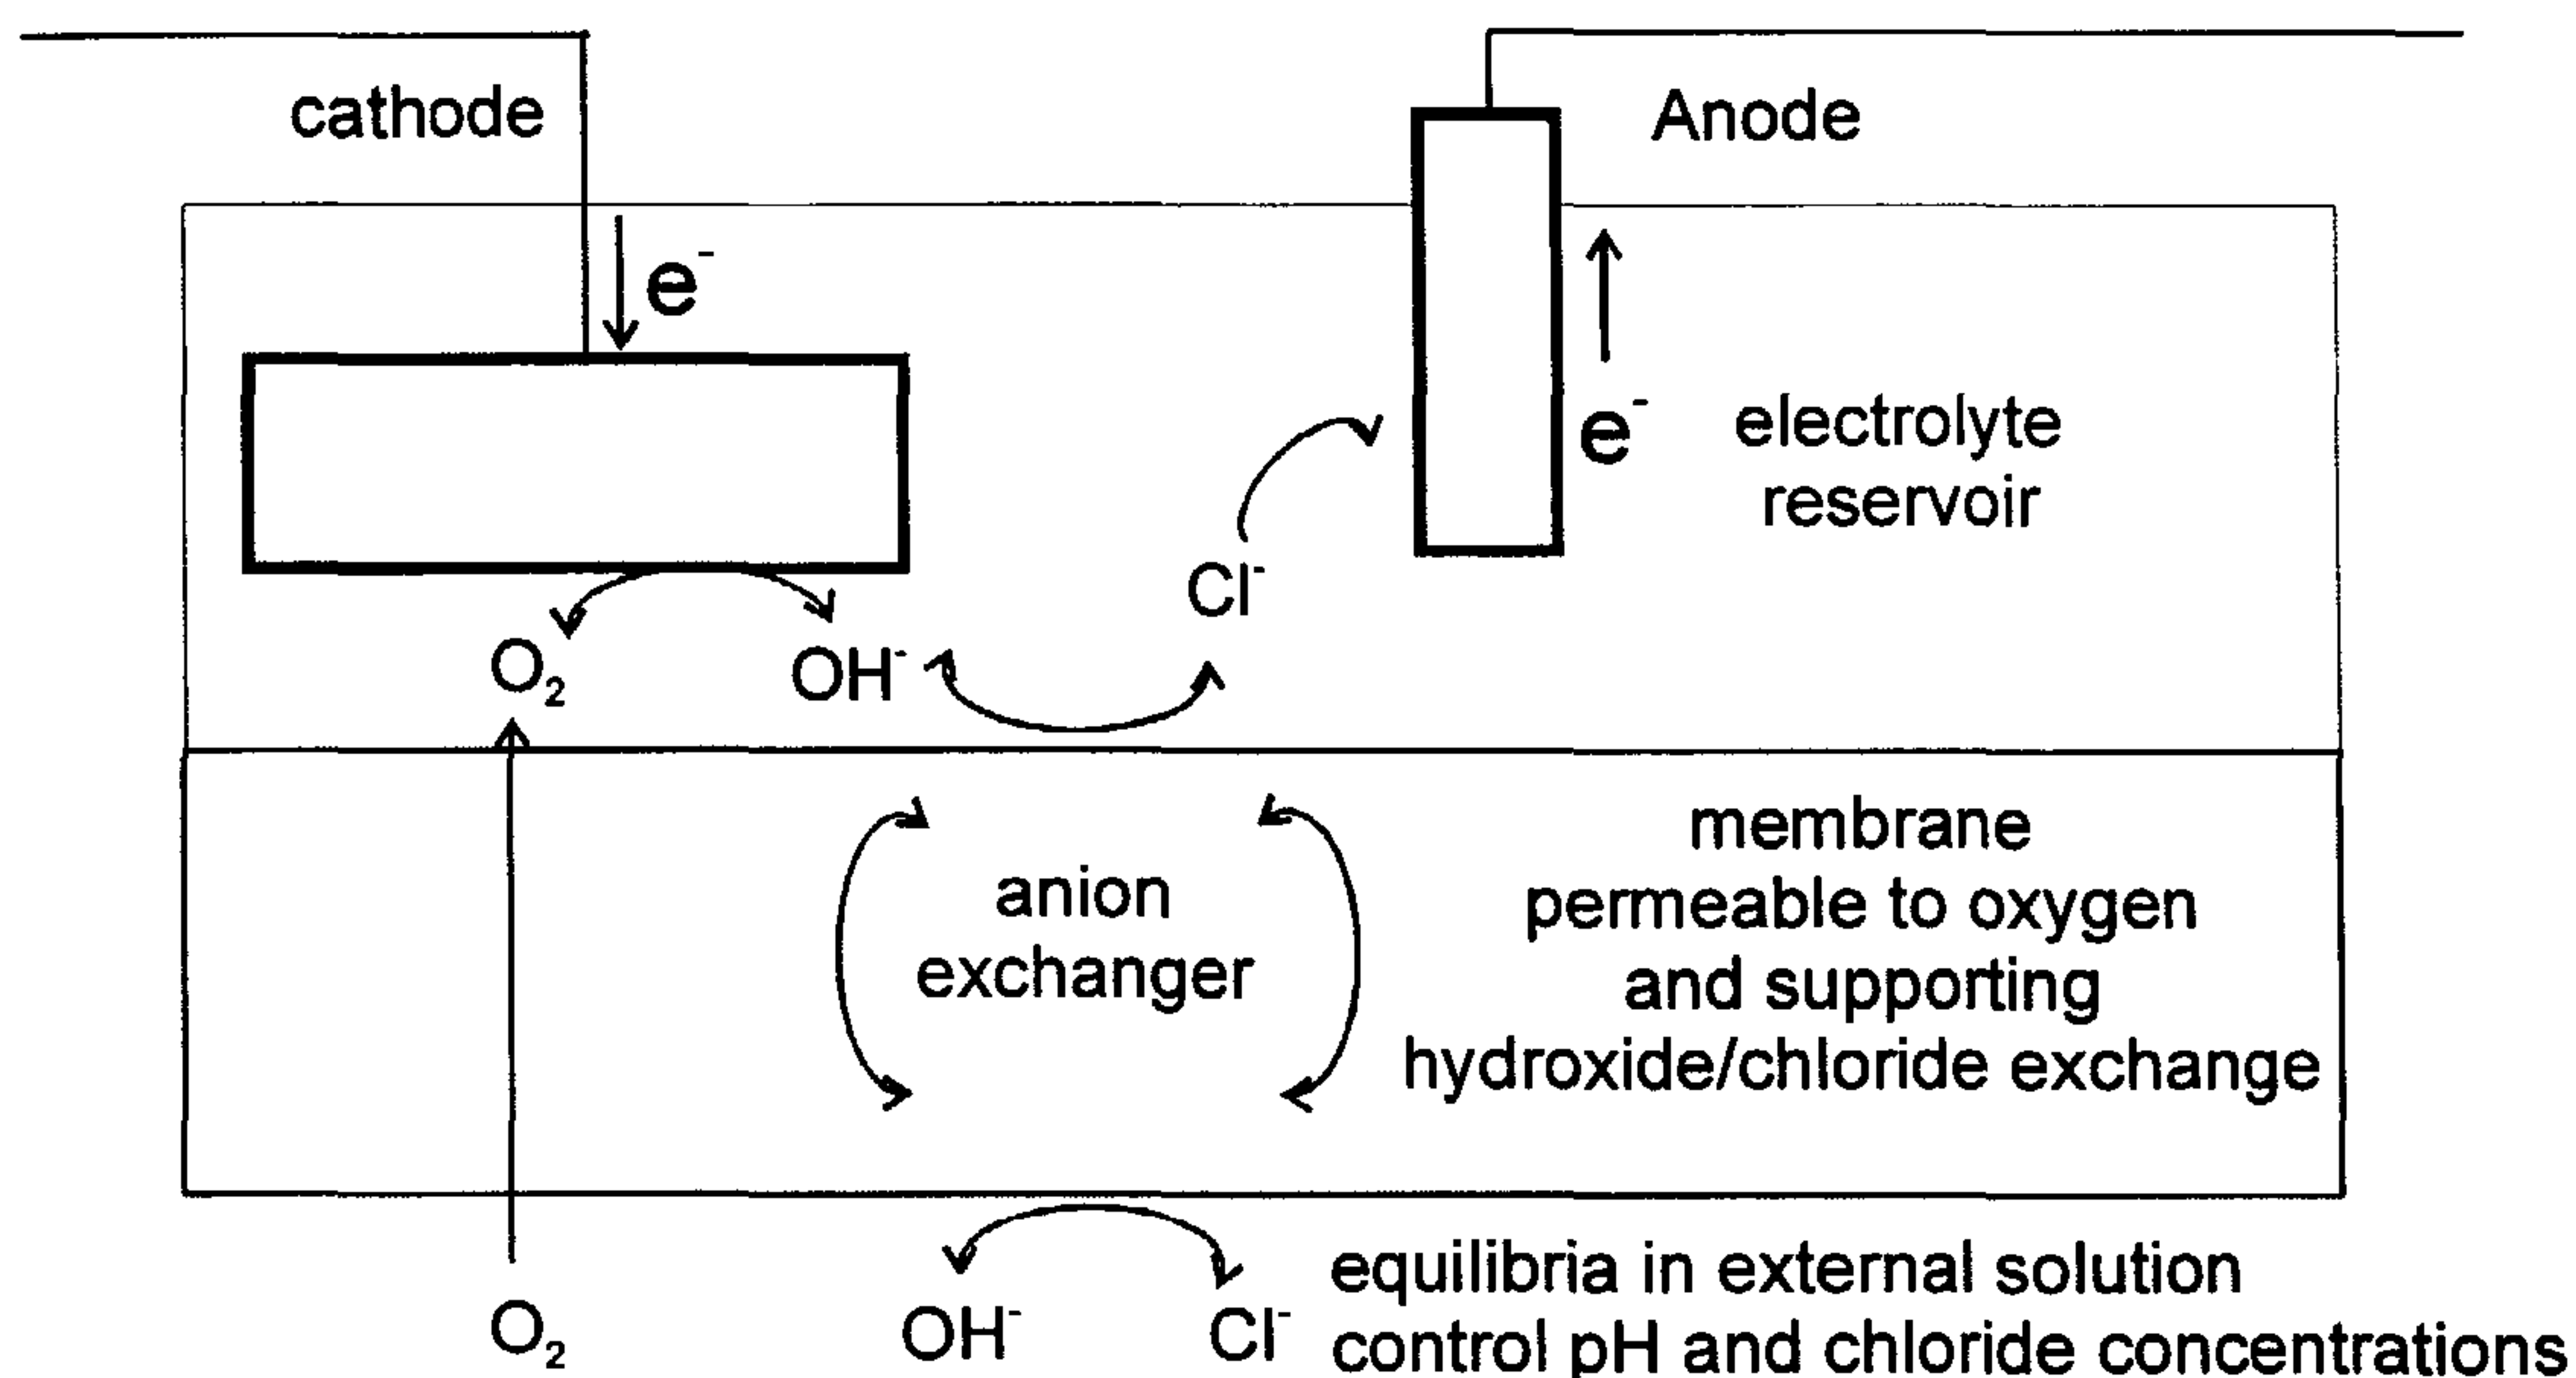 cathode
Anode
e⁻
e⁻
electrolyte
reservoir
Cl⁻
O₂
OH⁻
anion
exchanger
membrane
permeable to oxygen
and supporting
hydroxide/chloride exchange
O₂
OH⁻
Cl⁻
equilibria in external solution
control pH and chloride concentrations